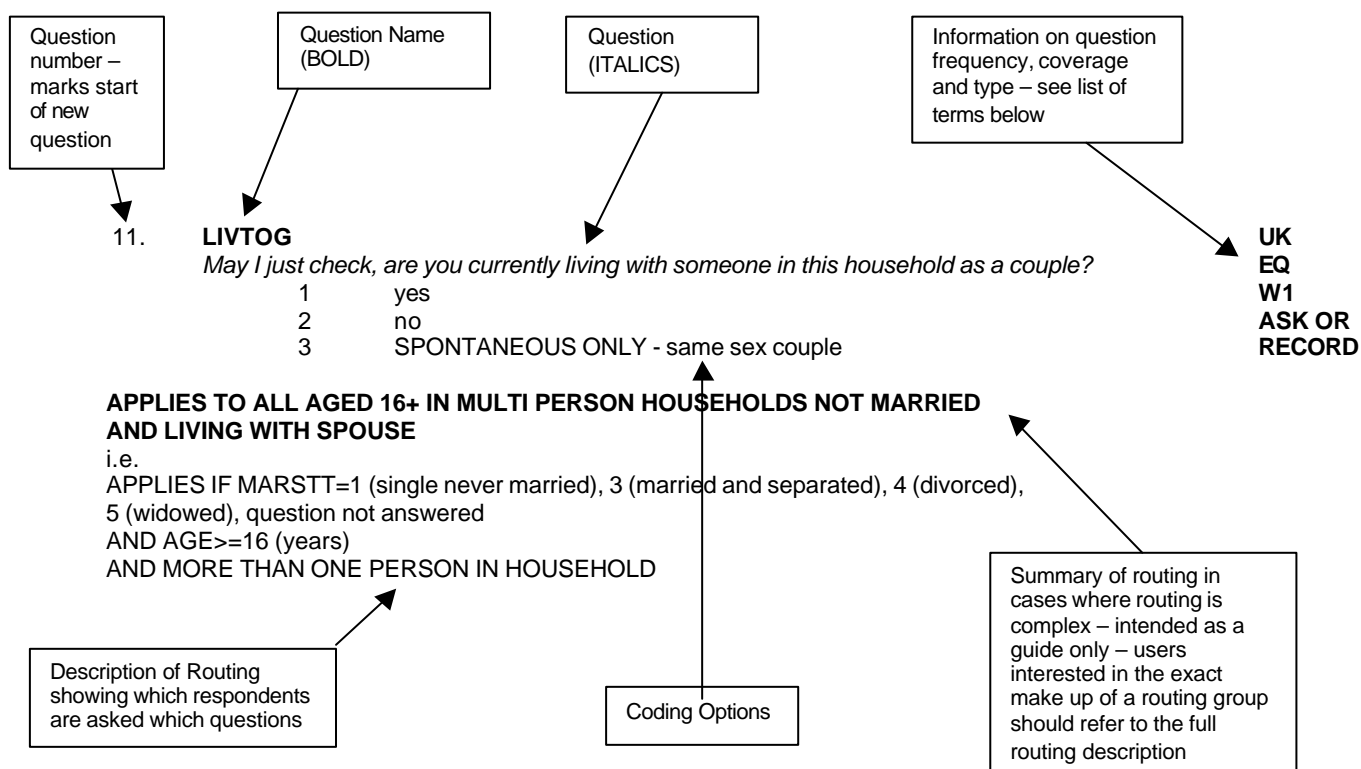 Question
number –
marks start
of new
question
Question Name
(BOLD)
Question
(ITALICS)
Information on question
frequency, coverage
and type – see list of
terms below
11. LIVTOG
May I just check, are you currently living with someone in this household as a couple?
1 yes
2 no
3 SPONTANEOUS ONLY - same sex couple
UK
EQ
W1
ASK OR
RECORD
APPLIES TO ALL AGED 16+ IN MULTI PERSON HOUSEHOLDS NOT MARRIED
AND LIVING WITH SPOUSE
i.e.
APPLIES IF MARSTT=1 (single never married), 3 (married and separated), 4 (divorced),
5 (widowed), question not answered
AND AGE>=16 (years)
AND MORE THAN ONE PERSON IN HOUSEHOLD
Description of Routing
showing which respondents
are asked which questions
Coding Options
Summary of routing in
cases where routing is
complex – intended as a
guide only – users
interested in the exact
make up of a routing group
should refer to the full
routing description